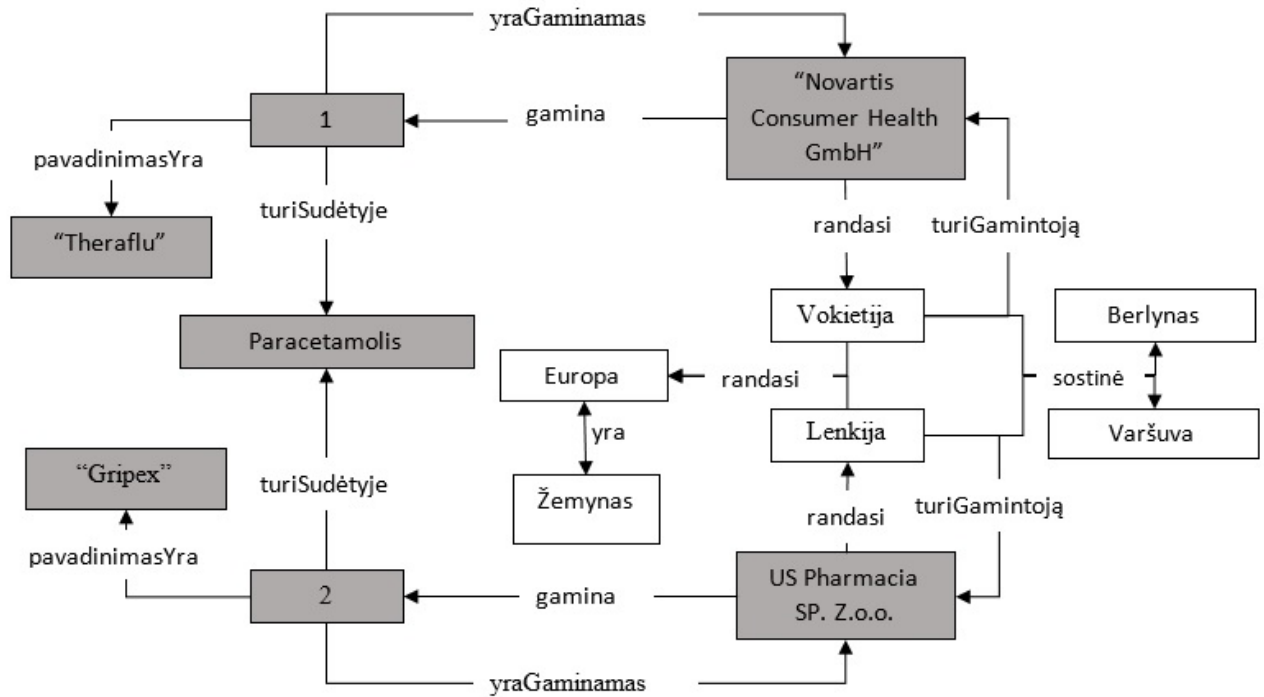 yraGaminamas
“Novartis
Consumer Health
GmbH”
1
gamina
pavadinimasYra
turiSudėtyje
randasi
turiGamintoją
“Theraflu”
Vokietija
Berlynas
Paracetamolis
Europa
randasi
sostinė
yra
Lenkija
Varšuva
“Gripex”
turiSudėtyje
Žemynas
randasi
turiGamintoją
pavadinimasYra
2
gamina
US Pharmacia
SP. Z.o.o.
yraGaminamas